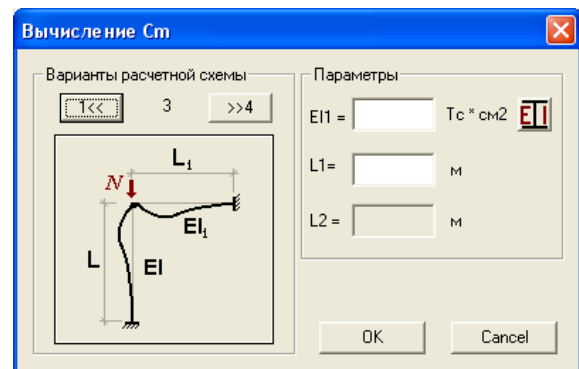 Вычисление Cm
Варианты расчетной схемы
1<< 3 >>4
L₁
N
EI₁
L EI
Параметры
EI1 = Тс * см2 EI
L1= м
L2 = м
OK Cancel